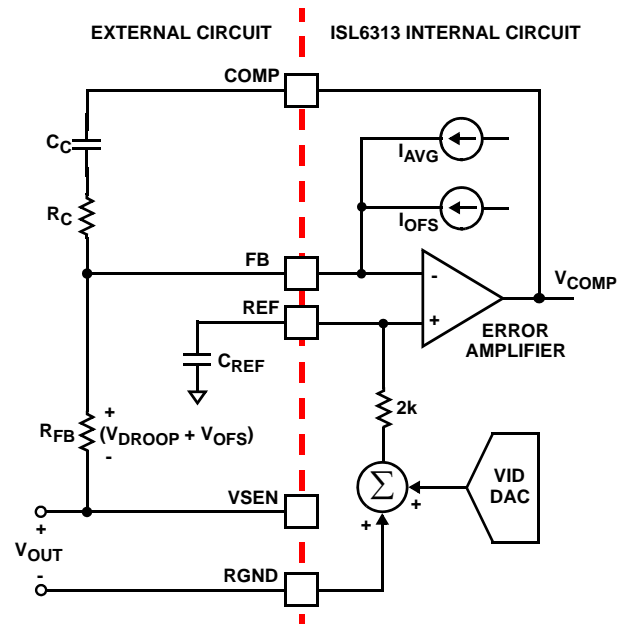 EXTERNAL CIRCUIT
ISL6313 INTERNAL CIRCUIT
COMP
CC
IAVG
RC
IOFS
FB
-
VCOMP
REF
+
ERROR
AMPLIFIER
CREF
2k
+
RFB
(VDROOP + VOFS)
-
VID
DAC
VSEN
Σ
+
+
+
VOUT
-
RGND